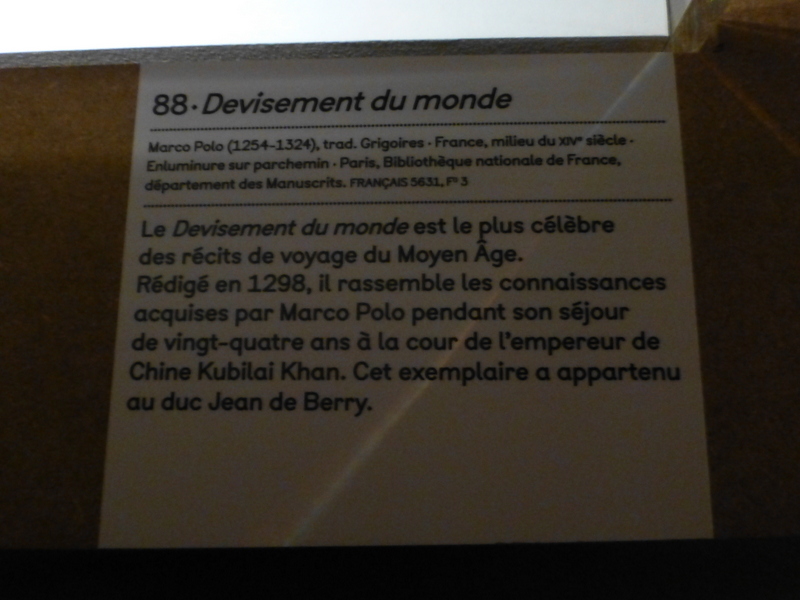 88 · Devisement du monde
Marco Polo (1254-1324), trad. Grigoires · France, milieu du XIVe siècle ·
Enluminure sur parchemin · Paris, Bibliothèque nationale de France,
département des Manuscrits. FRANÇAIS 5631, F° 3
Le Devisement du monde est le plus célèbre
des récits de voyage du Moyen Âge.
Rédigé en 1298, il rassemble les connaissances
acquises par Marco Polo pendant son séjour
de vingt-quatre ans à la cour de l'empereur de
Chine Kubilai Khan. Cet exemplaire a appartenu
au duc Jean de Berry.